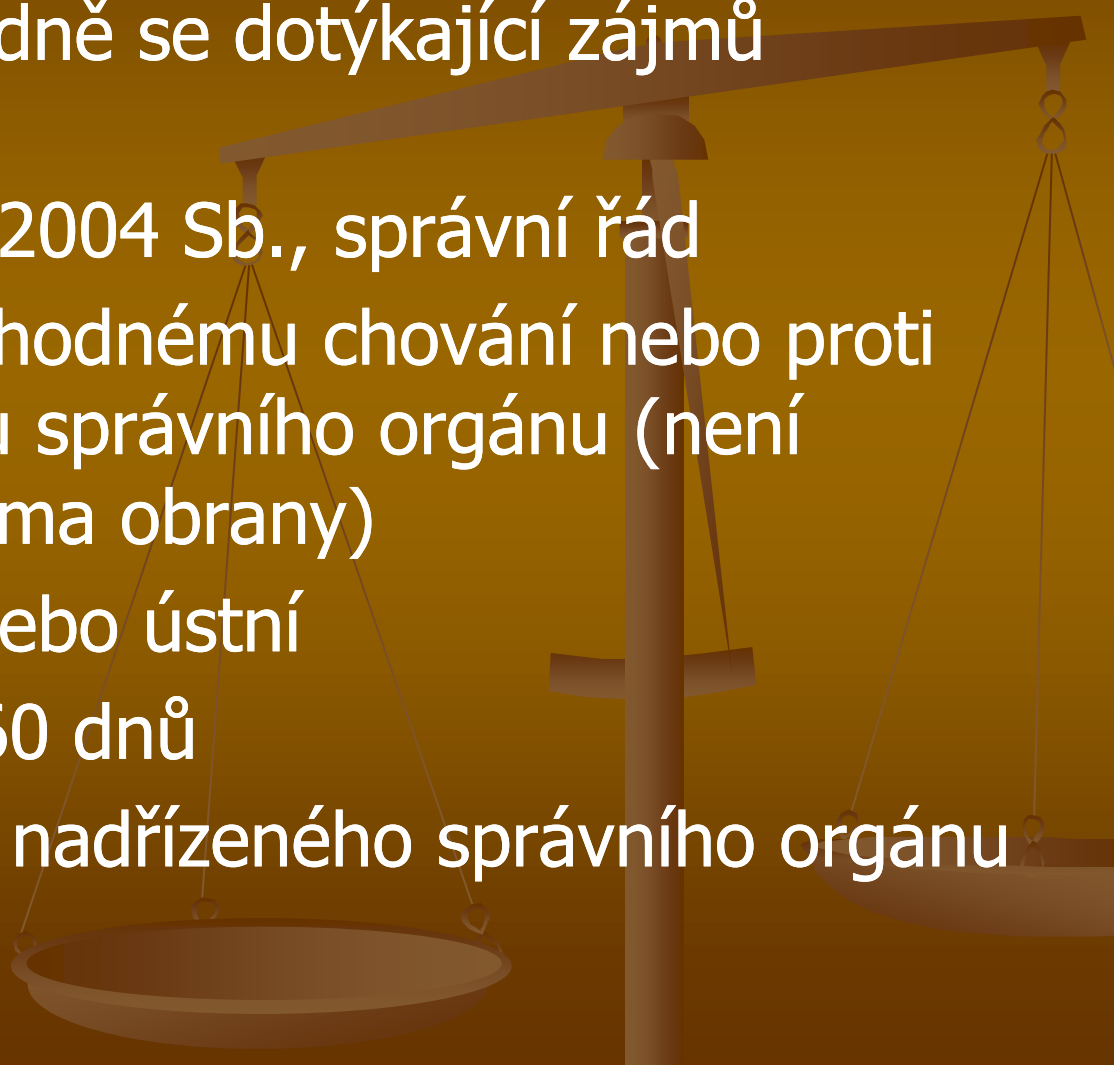 dně se dotýkající zájmů
2004 Sb., správní řád
hodnému chování nebo proti
u správního orgánu (není
ma obrany)
ebo ústní
60 dnů
nadřízeného správního orgánu